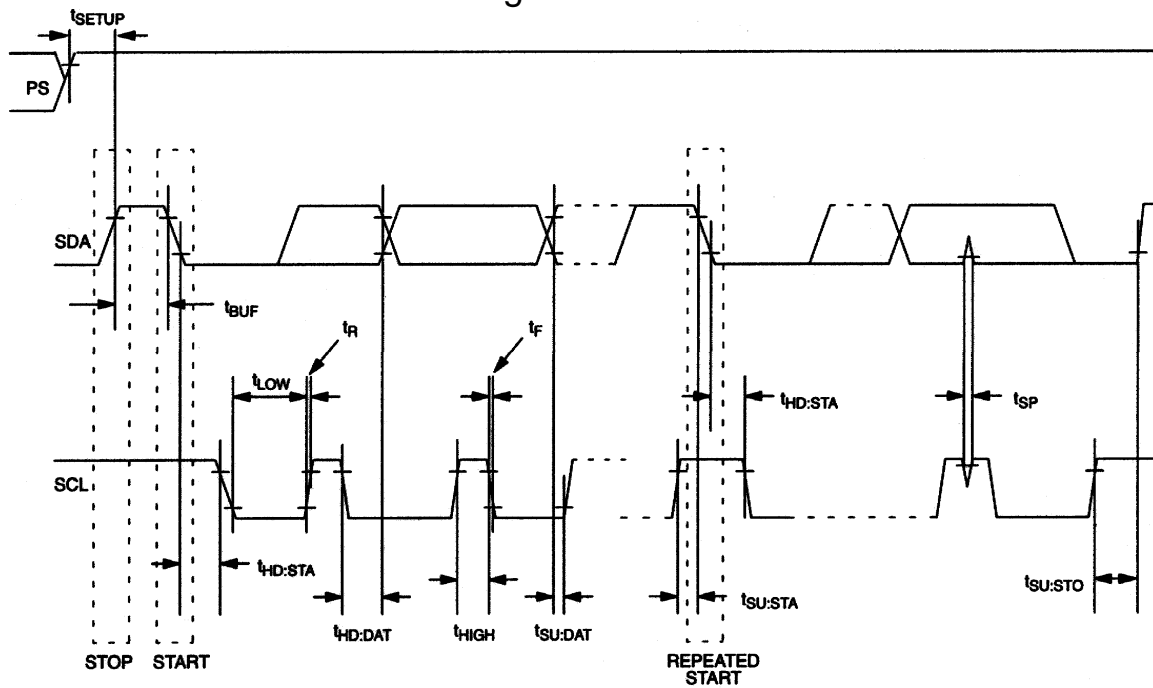 tSETUP
PS
SDA
tBUF
tR
tF
tLOW
tHD:STA
tSP
SCL
tHD:STA
tSU:STO
tSU:STA
tHD:DAT
tHIGH
tSU:DAT
STOP
START
REPEATED
START